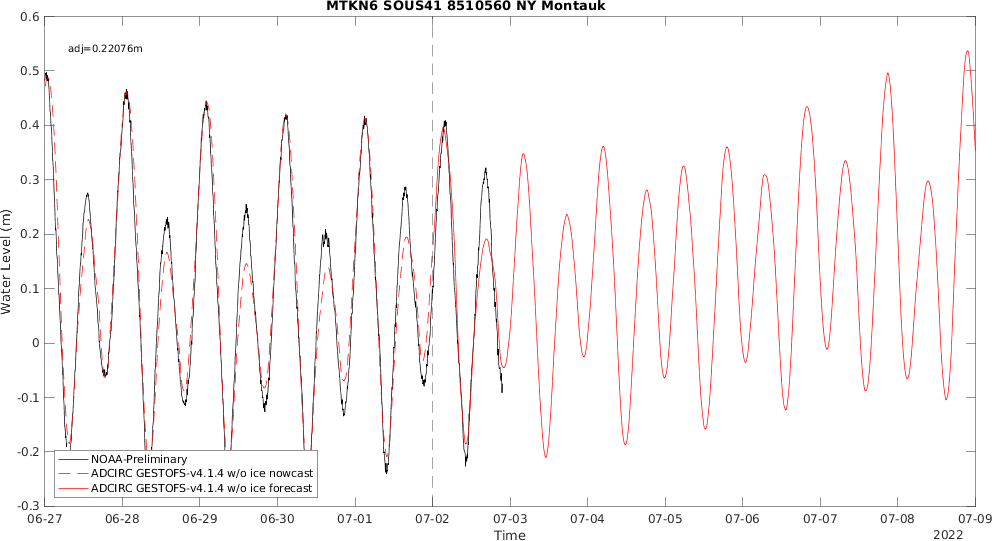 MTKN6 SOUS41 8510560 NY Montauk
adj=0.22076m
0.6
0.5
0.4
0.3
0.2
0.1
0
-0.1
-0.2
-0.3
Water Level (m)
NOAA-Preliminary
ADCIRC GESTOFS-v4.1.4 w/o ice nowcast
ADCIRC GESTOFS-v4.1.4 w/o ice forecast
06-27 06-28 06-29 06-30 07-01 07-02 07-03 07-04 07-05 07-06 07-07 07-08 07-09
Time
2022